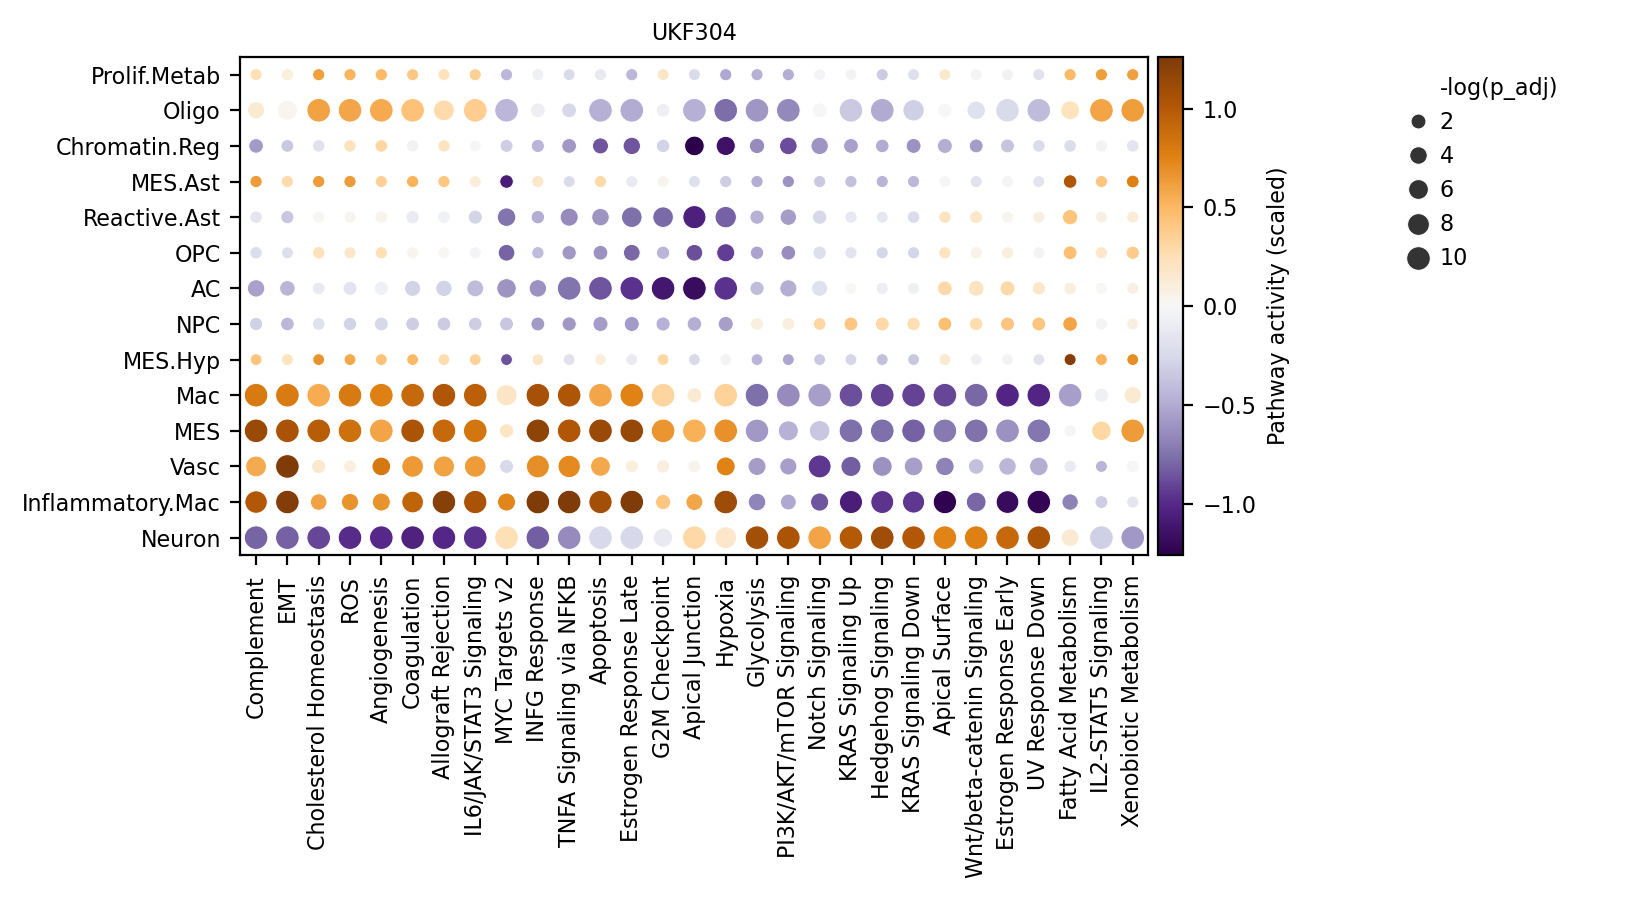 UKF304
Prolif.Metab
Oligo
Chromatin.Reg
MES.Ast
Reactive.Ast
OPC
AC
NPC
MES.Hyp
Mac
MES
Vasc
Inflammatory.Mac
Neuron
Complement
EMT
Cholesterol Homeostasis
ROS
Angiogenesis
Coagulation
Allograft Rejection
IL6/JAK/STAT3 Signaling
MYC Targets v2
INFG Response
TNFA Signaling via NFKB
Apoptosis
Estrogen Response Late
G2M Checkpoint
Apical Junction
Hypoxia
Glycolysis
PI3K/AKT/mTOR Signaling
Notch Signaling
KRAS Signaling Up
Hedgehog Signaling
KRAS Signaling Down
Apical Surface
Wnt/beta-catenin Signaling
Estrogen Response Early
UV Response Down
Fatty Acid Metabolism
IL2-STAT5 Signaling
Xenobiotic Metabolism
1.0
0.5
0.0
−0.5
−1.0
Pathway activity (scaled)
-log(p_adj)
2
4
6
8
10